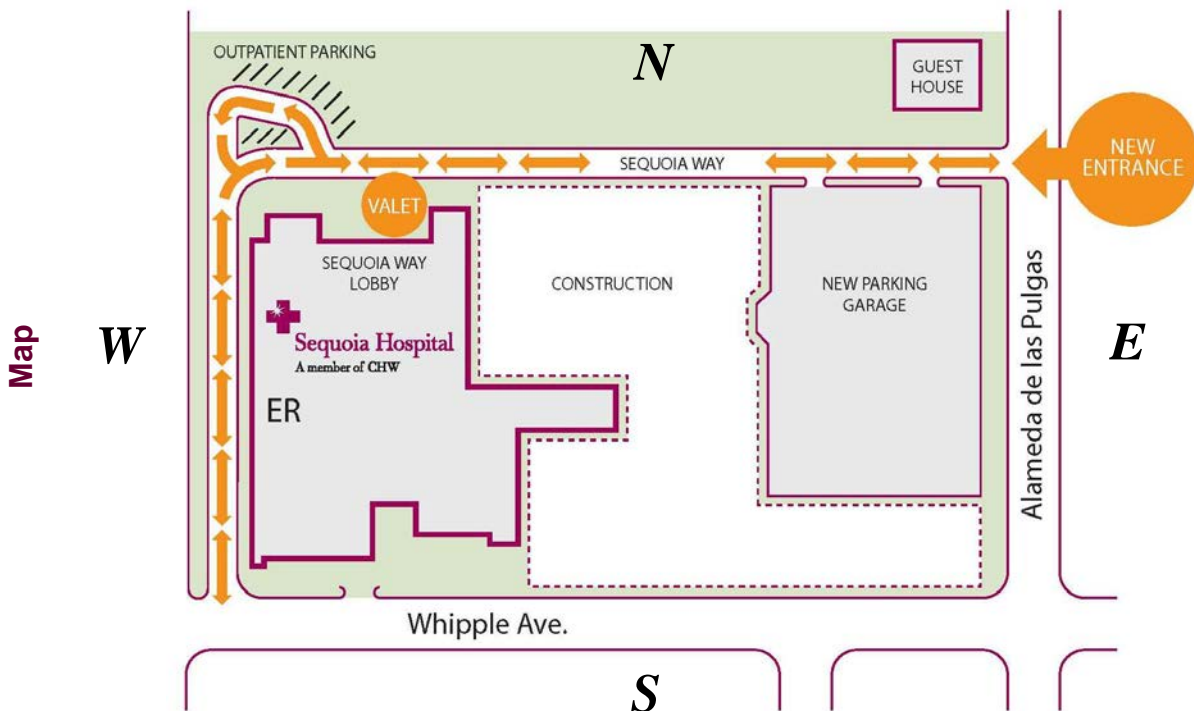 OUTPATIENT PARKING
N
GUEST
HOUSE
NEW
ENTRANCE
SEQUOIA WAY
VALET
SEQUOIA WAY
LOBBY
CONSTRUCTION
NEW PARKING
GARAGE
Map
W
Sequoia Hospital
A member of CHW
ER
Alameda de las Pulgas
E
Whipple Ave.
S